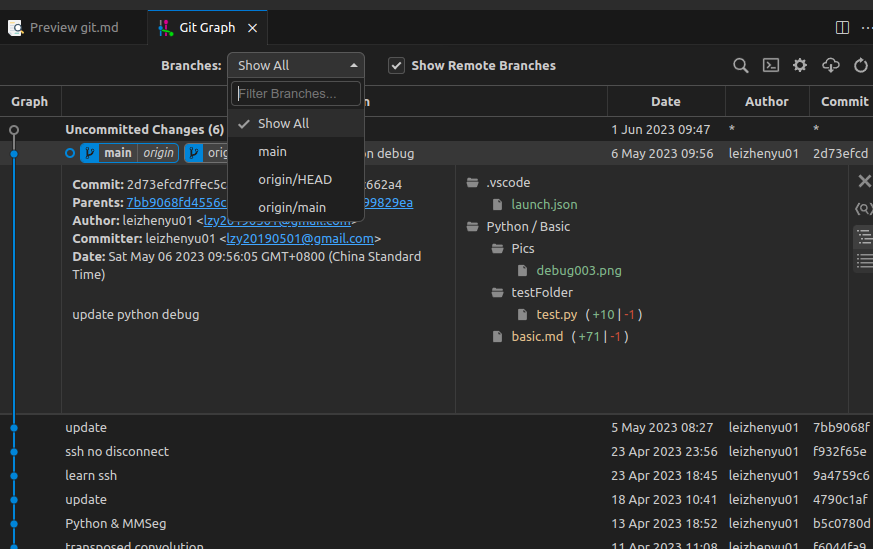 Preview git.md
Git Graph
Branches: Show All
Show Remote Branches
Filter Branches...
Show All
main
origin/HEAD
origin/main
Graph Date Author Commit
Uncommitted Changes (6) 1 Jun 2023 09:47 * *
main origin debug 6 May 2023 09:56 leizhenyu01 2d73efcd
Commit: 2d73efcd7ffec5c 662a4
Parents: 7bb9068fd4556c 99829ea
Author: leizhenyu01 <lzy20190501@gmail.com>
Committer: leizhenyu01 <lzy20190501@gmail.com>
Date: Sat May 06 2023 09:56:05 GMT+0800 (China Standard
Time)
update python debug
.vscode
launch.json
Python / Basic
Pics
debug003.png
testFolder
test.py (+10|-1)
basic.md (+71|-1)
update 5 May 2023 08:27 leizhenyu01 7bb9068f
ssh no disconnect 23 Apr 2023 23:56 leizhenyu01 f932f65e
learn ssh 23 Apr 2023 18:45 leizhenyu01 9a4759c6
update 18 Apr 2023 10:41 leizhenyu01 4790c1af
Python & MMSeg 13 Apr 2023 18:52 leizhenyu01 b5c0780d
transposed convolution 11 Apr 2023 11:08 leizhenyu01 f6044fa9